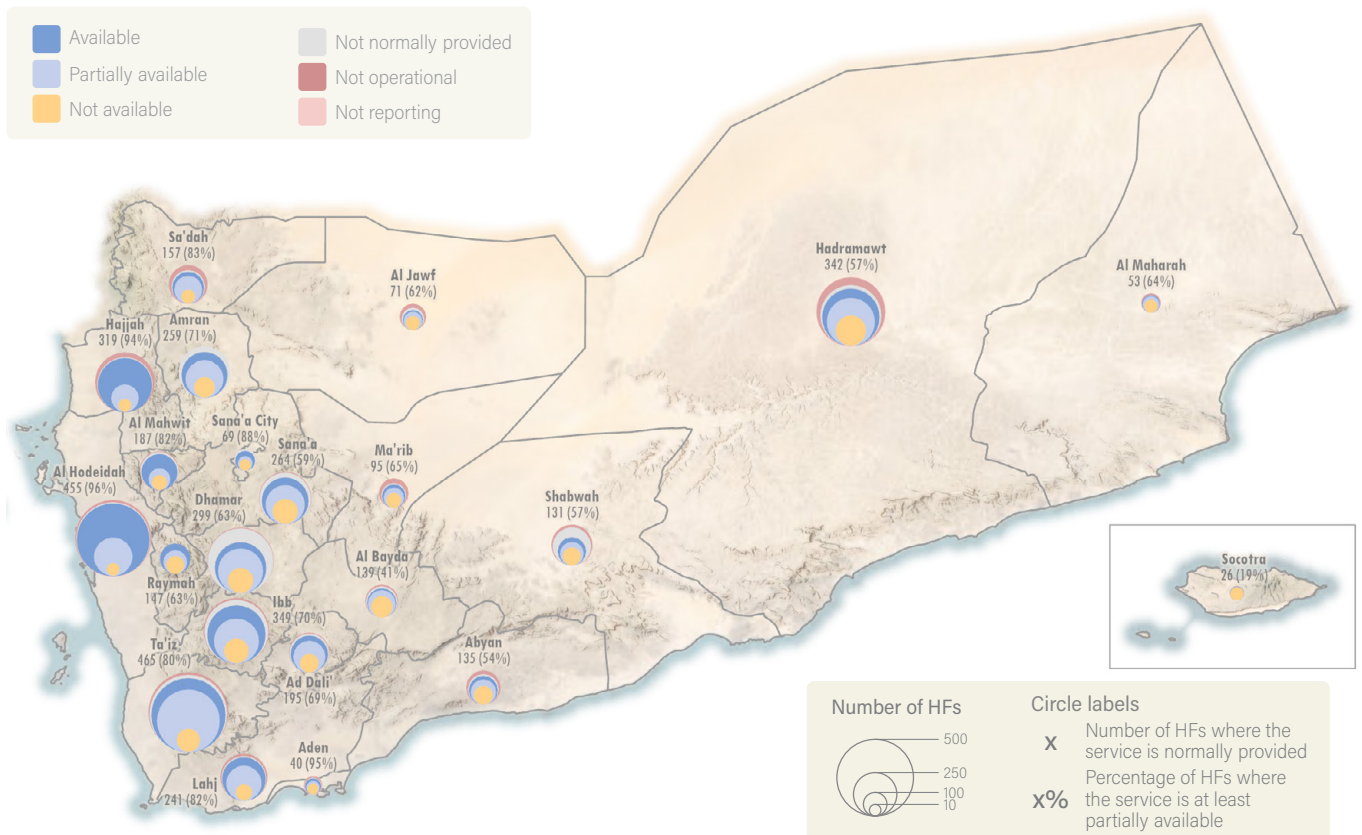 Available
Partially available
Not available
Not normally provided
Not operational
Not reporting
Sa'dah
157 (83%)
Al Jawf
71 (62%)
Hadramawt
342 (57%)
Al Maharah
53 (64%)
Hajjah
319 (94%)
Amran
259 (71%)
Al Mahwit
187 (82%)
Sana'a City
69 (88%)
Sana'a
264 (59%)
Ma'rib
95 (65%)
Al Hodeidah
455 (96%)
Dhamar
299 (63%)
Shabwah
131 (57%)
Al Bayda
139 (41%)
Raymah
147 (63%)
Ibb
349 (70%)
Socotra
26 (19%)
Ta'iz
465 (80%)
Ad Dali'
195 (69%)
Abyan
135 (54%)
Aden
40 (95%)
Lahj
241 (82%)
Number of HFs
500
250
100
10
Circle labels
x
Number of HFs where the
service is normally provided
x%
Percentage of HFs where
the service is at least
partially available